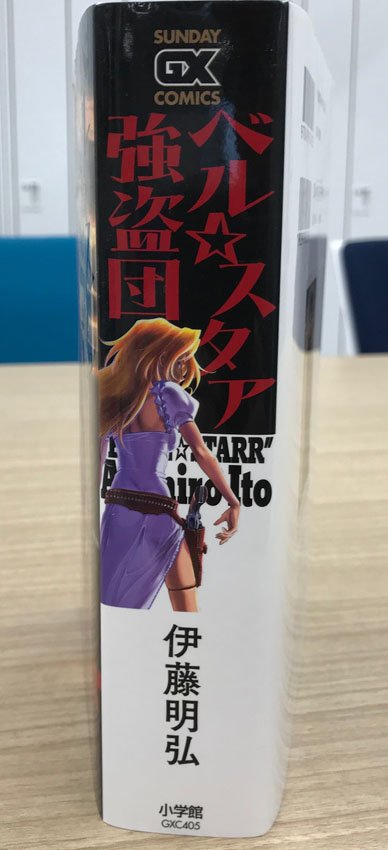 SUNDAY
GX
COMICS
ベル☆スタア
強盗団
☆STARR"
Ito
伊藤明弘
小学館
GXC405